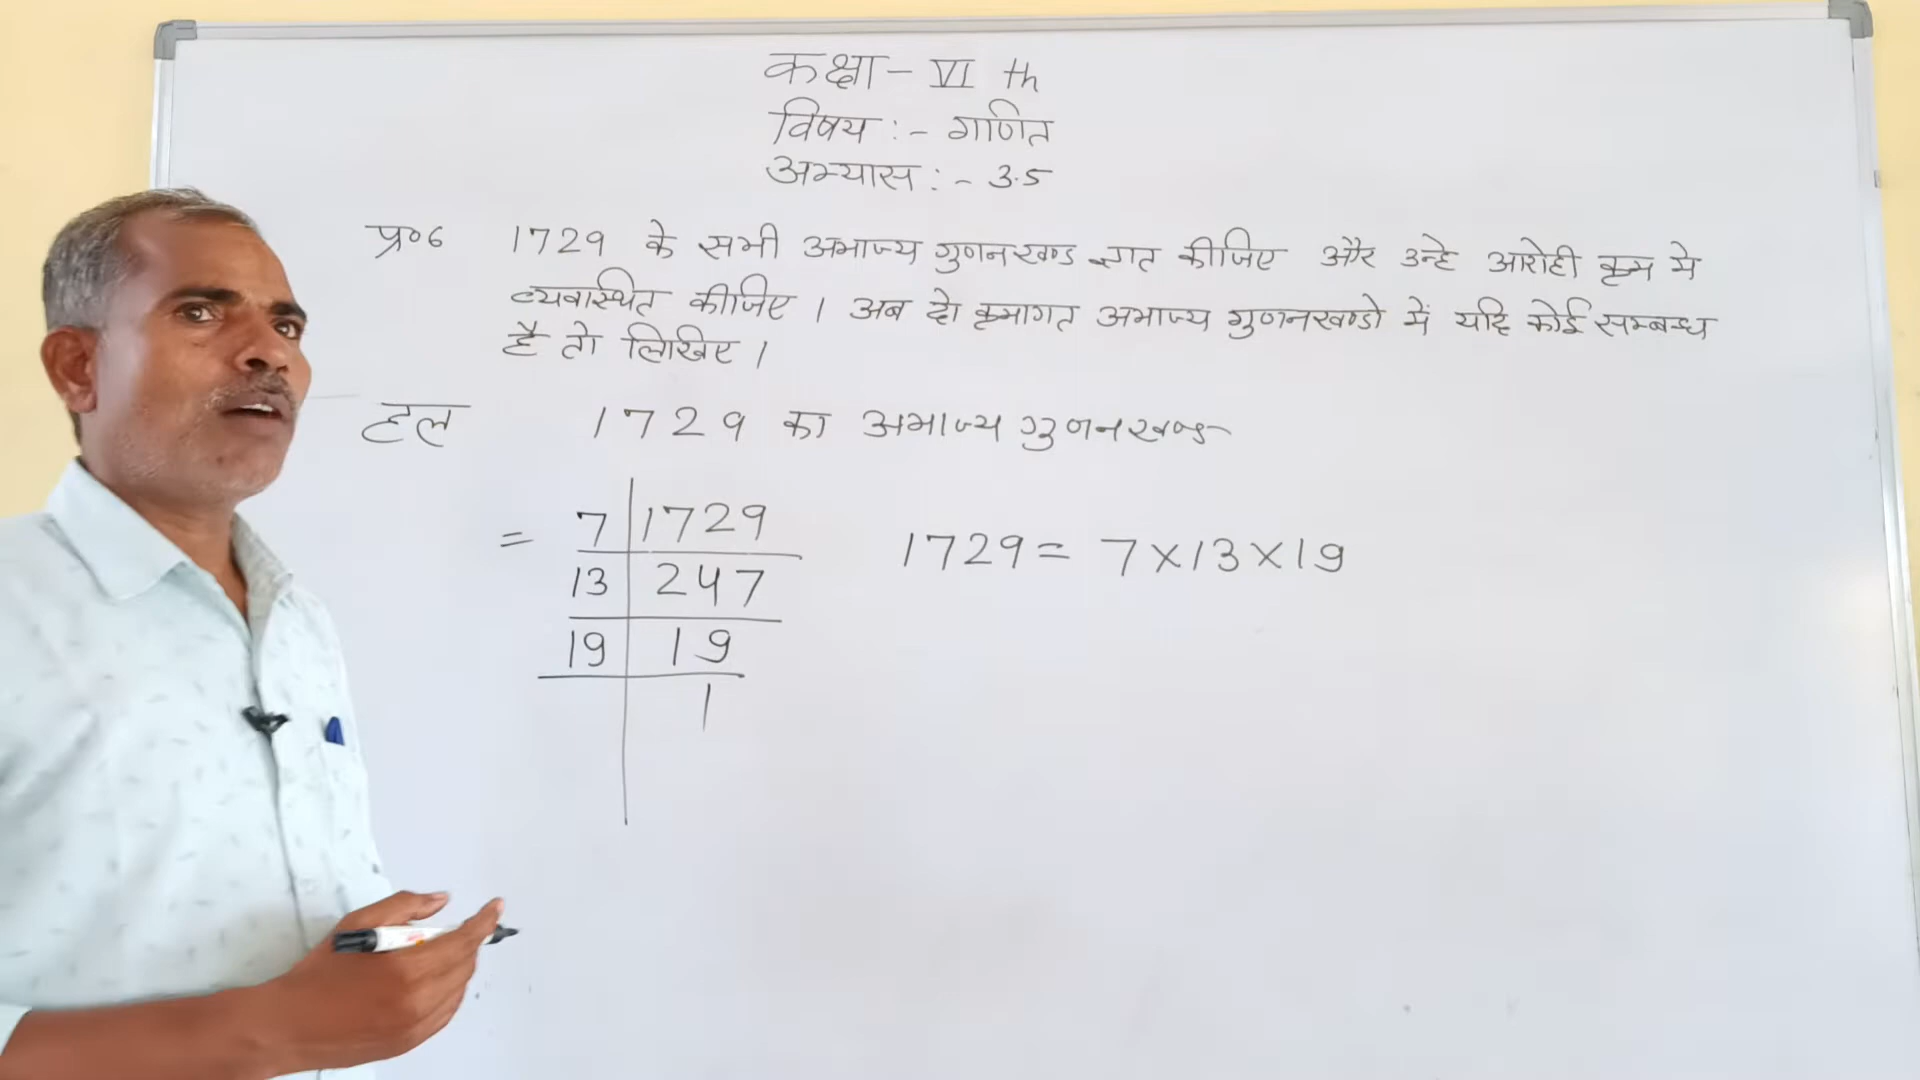 कक्षा - VI th
विषय :- गणित
अभ्यास :- 3.5
प्र०6 1729 के सभी अभाज्य गुणनखण्ड ज्ञात कीजिए और उन्हे आरोही क्रम मे
व्यवास्थित कीजिए । अब दो क्रमागत अभाज्य गुणनखण्डो में यदि कोई सम्बन्ध
है तो लिखिए ।
हल 1729 का अभाज्य गुणनखण्ड
= 7 | 1729 1729 = 7 × 13 × 19
13 | 247
19 | 19
1